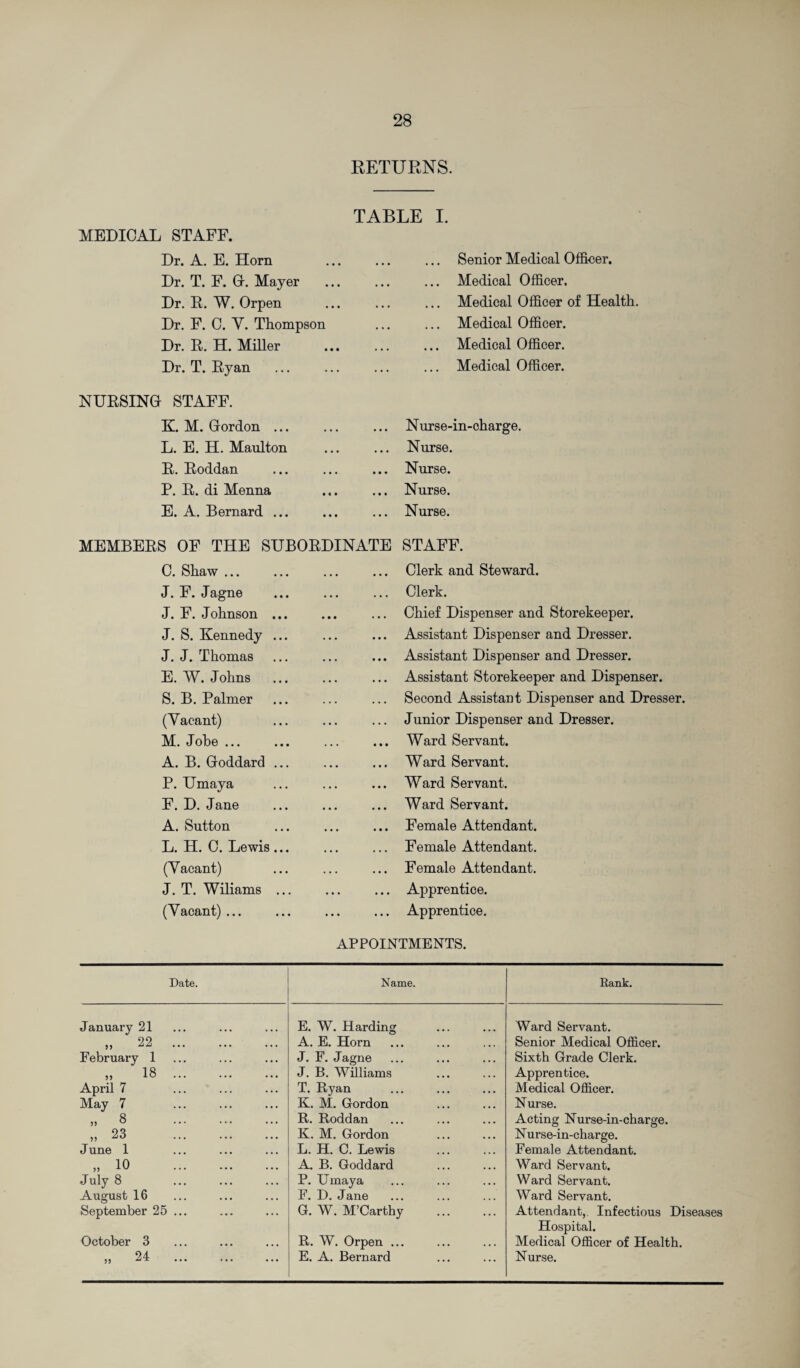 28
RETURNS.
TABLE I.
MEDICAL STAFF.
Dr. A. E. Horn ... ... ... Senior Medical Officer.
Dr. T. F. G. Mayer ... ... ... Medical Officer.
Dr. R. W. Orpen ... ... ... Medical Officer of Health.
Dr. F. C. V. Thompson ... ... Medical Officer.
Dr. R. H. Miller ... ... ... Medical Officer.
Dr. T. Ryan ... ... ... ... Medical Officer.
NURSING STAFF.
K. M. Gordon ... ... ... Nurse-in-charge.
L. E. H. Maulton ... ... Nurse.
R. Roddan ... ... ... Nurse.
P. R. di Menna ... ... Nurse.
E. A. Bernard ... ... ... Nurse.
MEMBERS OF THE SUBORDINATE STAFF.
C. Shaw ... ... ... ... Clerk and Steward.
J. F. Jagne ... ... ... Clerk.
J. F. Johnson ... ... ... Chief Dispenser and Storekeeper.
J. S. Kennedy ... ... ... Assistant Dispenser and Dresser.
J. J. Thomas ... ... ... Assistant Dispenser and Dresser.
E. W. Johns ... ... ... Assistant Storekeeper and Dispenser.
S. B. Palmer ... ... ... Second Assistant Dispenser and Dresser.
(Vacant) ... ... ... Junior Dispenser and Dresser.
M. Jobe ... ... ... ... Ward Servant.
A. B. Goddard ... ... ... Ward Servant.
P. Umaya ... ... ... Ward Servant.
F. D. Jane ... ... ... Ward Servant.
A. Sutton ... ... ... Female Attendant.
L. H. C. Lewis ... ... ... Female Attendant.
(Vacant) ... ... ... Female Attendant.
J. T. Wiliams ... ... ... Apprentice.
(Vacant) ... ... ... ... Apprentice.
APPOINTMENTS.
Date. Name. Rank.
January 21 ... ... ... E. W. Harding ... ... Ward Servant.
„ 22 ... ... ... A. E. Horn ... ... ... Senior Medical Officer.
February 1 ... ... ... J. F. Jagne ... ... ... Sixth Grade Clerk.
„ 18 ... ... ... J. B. Williams ... ... Apprentice.
April 7 ... ... ... T. Ryan ... ... ... Medical Officer.
May 7 ... ... ... K. M. Gordon ... ... Nurse.
„ 8 ... ... ... R. Roddan ... ... ... Acting Nurse-in-charge.
„ 23 ... ... ... K. M. Gordon ... ... Nurse-in-charge.
June 1 ... ... ... L. H. C. Lewis ... ... Female Attendant.
„ 10 ... ... ... A. B. Goddard ... ... Ward Servant.
July 8 ... ... ... P. Umaya ... ... ... Ward Servant.
August 16 ... ... ... F. D. Jane ... ... ... Ward Servant.
September 25 ... ... ... G. W. M'Carthy ... ... Attendant, Infectious Diseases
Hospital.
October 3 ... ... ... R. W. Orpen ... ... ... Medical Officer of Health.
„ 24 ... ... ... E. A. Bernard ... ... Nurse.